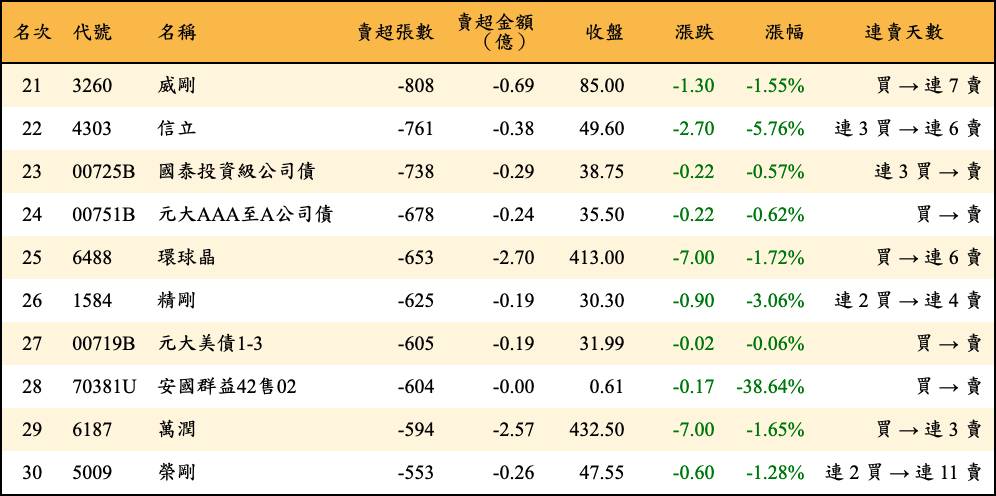 名次 代號 名稱 賣超張數 賣超金額（億） 收盤 漲跌 漲幅 連賣天數
21 3260 威剛 -808 -0.69 85.00 -1.30 -1.55% 買 → 連 7 賣
22 4303 信立 -761 -0.38 49.60 -2.70 -5.76% 連 3 買 → 連 6 賣
23 00725B 國泰投資級公司債 -738 -0.29 38.75 -0.22 -0.57% 連 3 買 → 賣
24 00751B 元大AAA至A公司債 -678 -0.24 35.50 -0.22 -0.62% 買 → 賣
25 6488 環球晶 -653 -2.70 413.00 -7.00 -1.72% 買 → 連 6 賣
26 1584 精剛 -625 -0.19 30.30 -0.90 -3.06% 連 2 買 → 連 4 賣
27 00719B 元大美債1-3 -605 -0.19 31.99 -0.02 -0.06% 買 → 賣
28 70381U 安國群益42售02 -604 -0.00 0.61 -0.17 -38.64% 買 → 賣
29 6187 萬潤 -594 -2.57 432.50 -7.00 -1.65% 買 → 連 3 賣
30 5009 榮剛 -553 -0.26 47.55 -0.60 -1.28% 連 2 買 → 連 11 賣